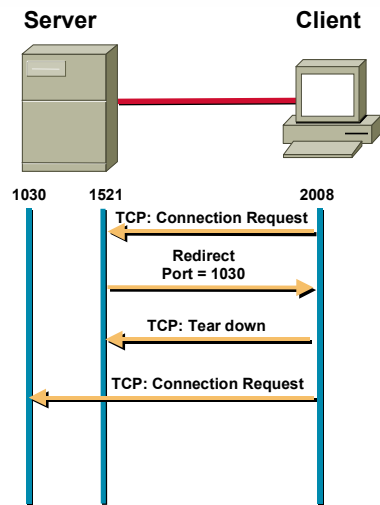 Server Client
1030 1521 2008
TCP: Connection Request
Redirect
Port = 1030
TCP: Tear down
TCP: Connection Request